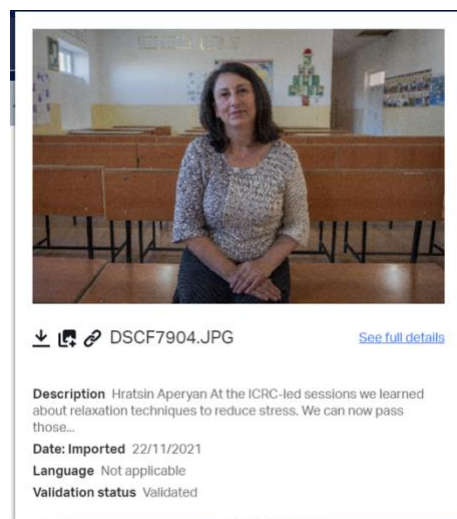 DSCF7904.JPG
See full details
Description Hratsin Aperyan At the ICRC-led sessions we learned
about relaxation techniques to reduce stress. We can now pass
those...
Date: Imported 22/11/2021
Language Not applicable
Validation status Validated